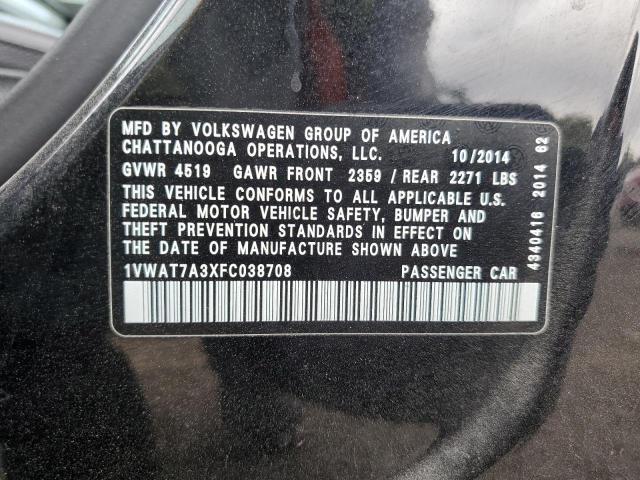 MFD BY VOLKSWAGEN GROUP OF AMERICA
CHATTANOOGA OPERATIONS, LLC. 10/2014
GVWR 4519 GAWR FRONT 2359 / REAR 2271 LBS
THIS VEHICLE CONFORMS TO ALL APPLICABLE U.S.
FEDERAL MOTOR VEHICLE SAFETY, BUMPER AND
THEFT PREVENTION STANDARDS IN EFFECT ON
THE DATE OF MANUFACTURE SHOWN ABOVE
1VWAT7A3XFC038708 PASSENGER CAR
4340416 2014 62